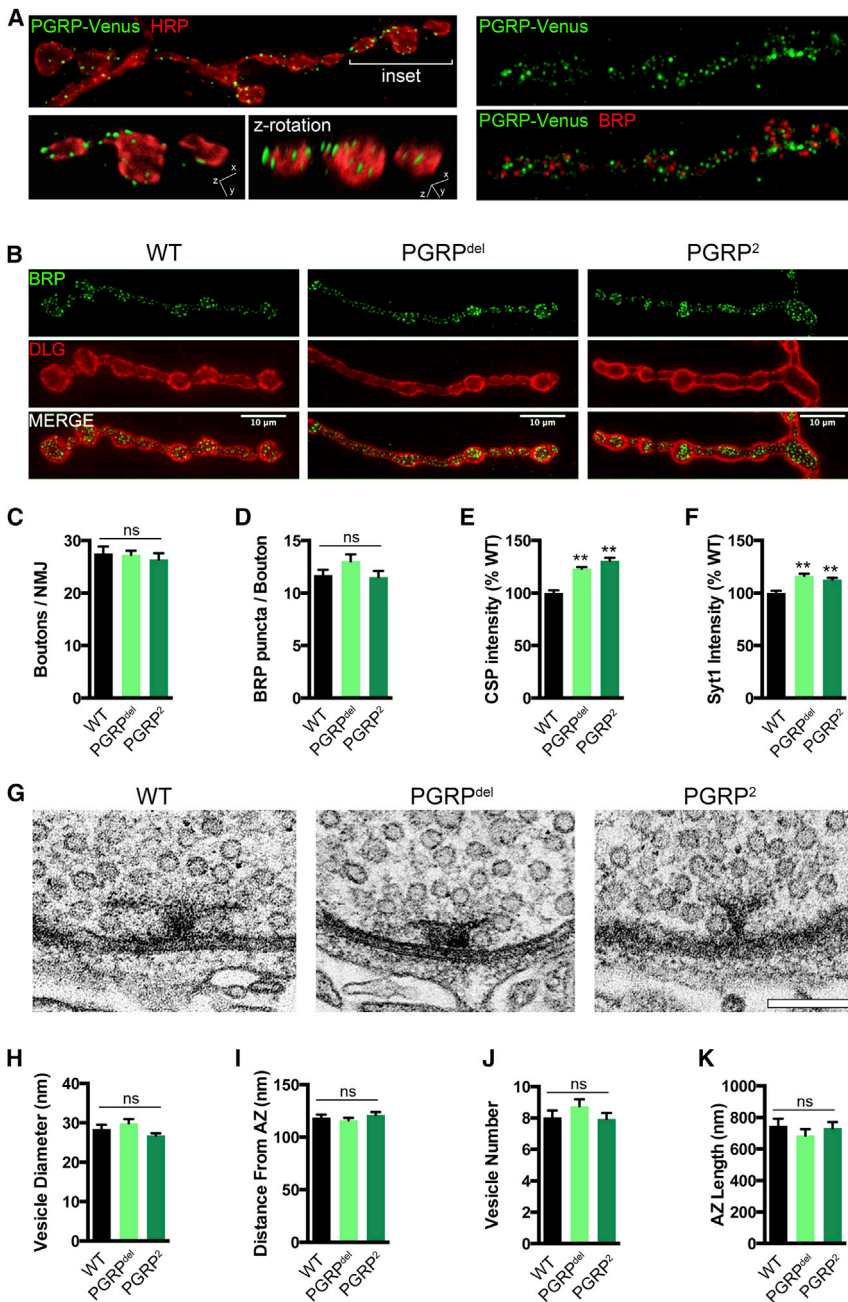 A
PGRP-Venus HRP
inset
z-rotation
z x y
z x y
PGRP-Venus
PGRP-Venus BRP
B
WT PGRPdel PGRP2
BRP
DLG
MERGE
10 μm 10 μm
C
ns
Boutons / NMJ
30
20
10
0
WT PGRPdel PGRP2
D
ns
BRP puncta / Bouton
15
10
5
0
WT PGRPdel PGRP2
E
** **
CSP intensity (% WT)
150
100
50
0
WT PGRPdel PGRP2
F
** **
Syt1 Intensity (% WT)
150
100
50
0
WT PGRPdel PGRP2
G
WT PGRPdel PGRP2
H
ns
Vesicle Diameter (nm)
40
30
20
10
0
WT PGRPdel PGRP2
I
ns
Distance From AZ (nm)
150
100
50
0
WT PGRPdel PGRP2
J
ns
Vesicle Number
10
8
6
4
2
0
WT PGRPdel PGRP2
K
ns
AZ Length (nm)
1000
800
600
400
200
0
WT PGRPdel PGRP2